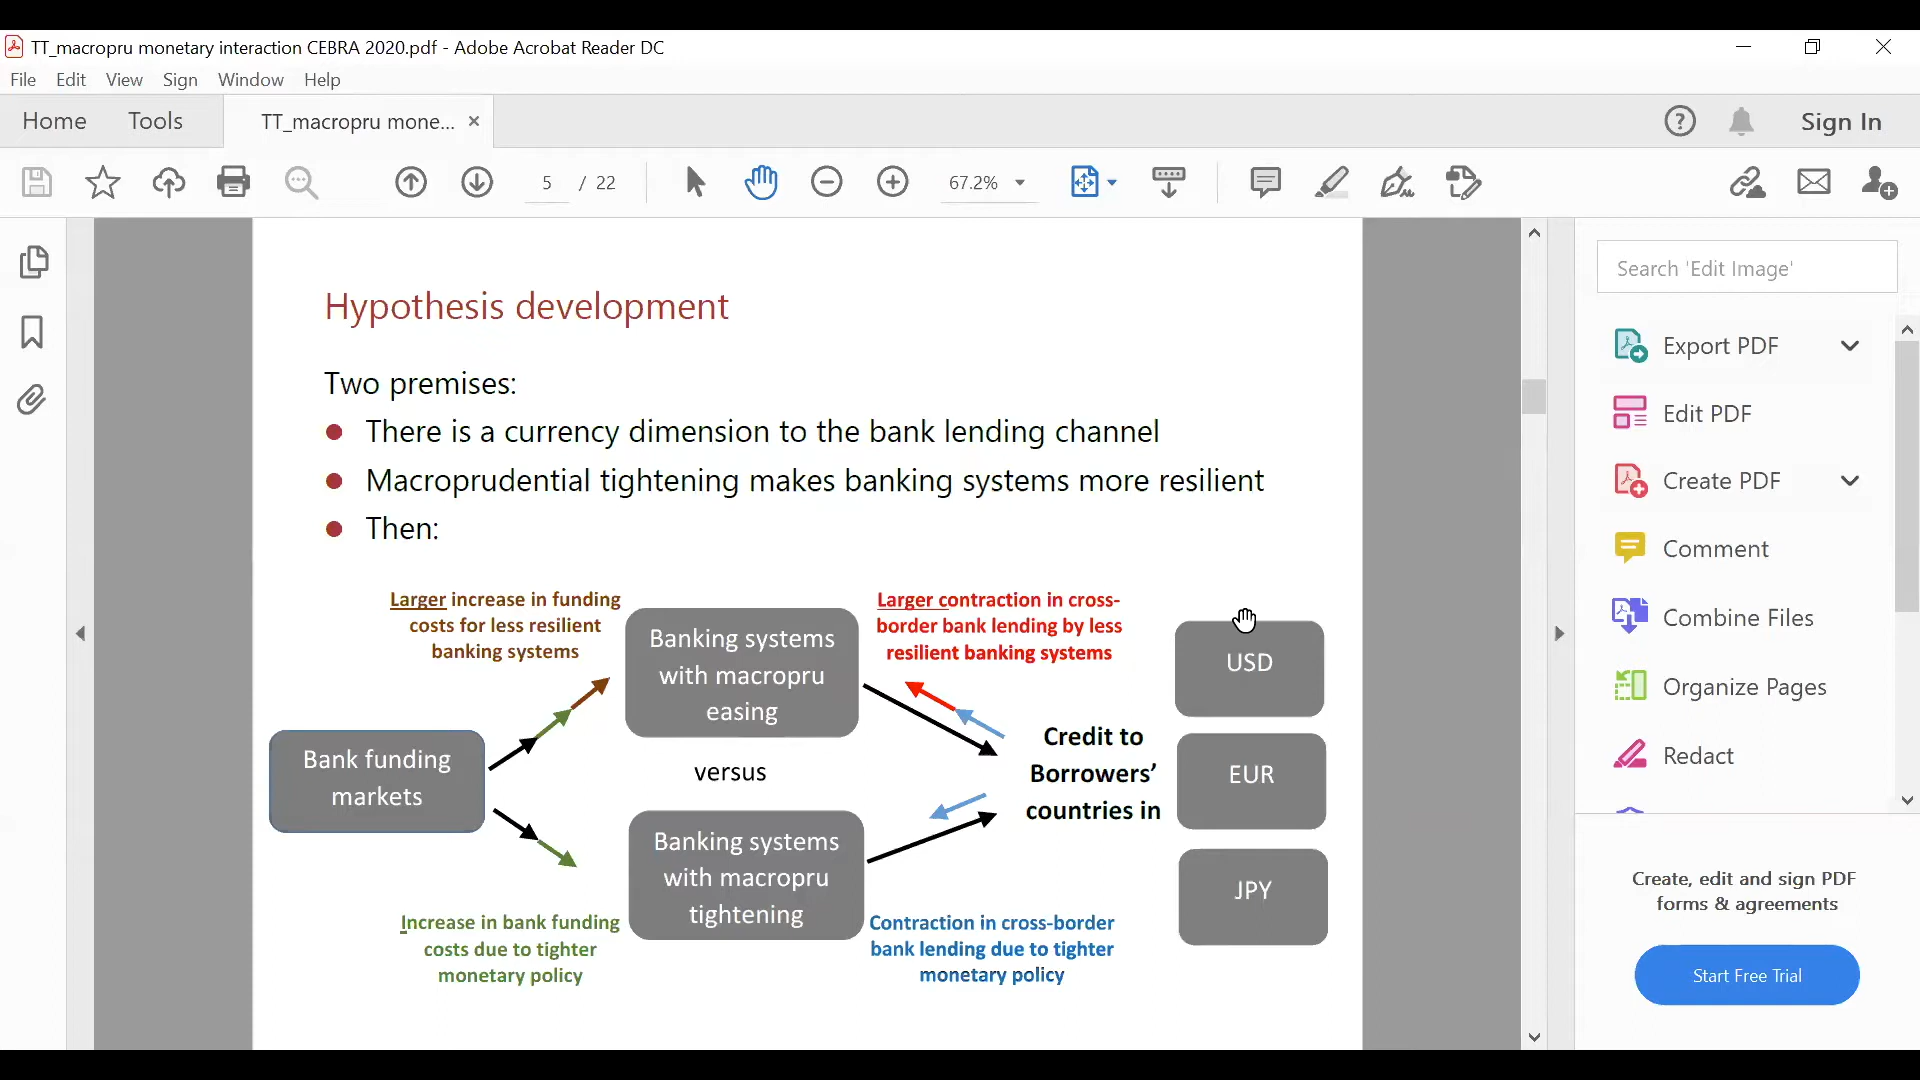 TT_macropru monetary interaction CEBRA 2020.pdf - Adobe Acrobat Reader DC
File Edit View Sign Window Help
Home Tools TT_macropru mone... Sign In
5 / 22 67.2%
Hypothesis development
Two premises:
There is a currency dimension to the bank lending channel
Macroprudential tightening makes banking systems more resilient
Then:
Larger increase in funding
costs for less resilient
banking systems
Banking systems
with macropru
easing
Larger contraction in cross-
border bank lending by less
resilient banking systems
Bank funding
markets
versus
Credit to
Borrowers'
countries in
USD
EUR
JPY
Increase in bank funding
costs due to tighter
monetary policy
Banking systems
with macropru
tightening
Contraction in cross-border
bank lending due to tighter
monetary policy
Search 'Edit Image'
Export PDF
Edit PDF
Create PDF
Comment
Combine Files
Organize Pages
Redact
Create, edit and sign PDF
forms & agreements
Start Free Trial